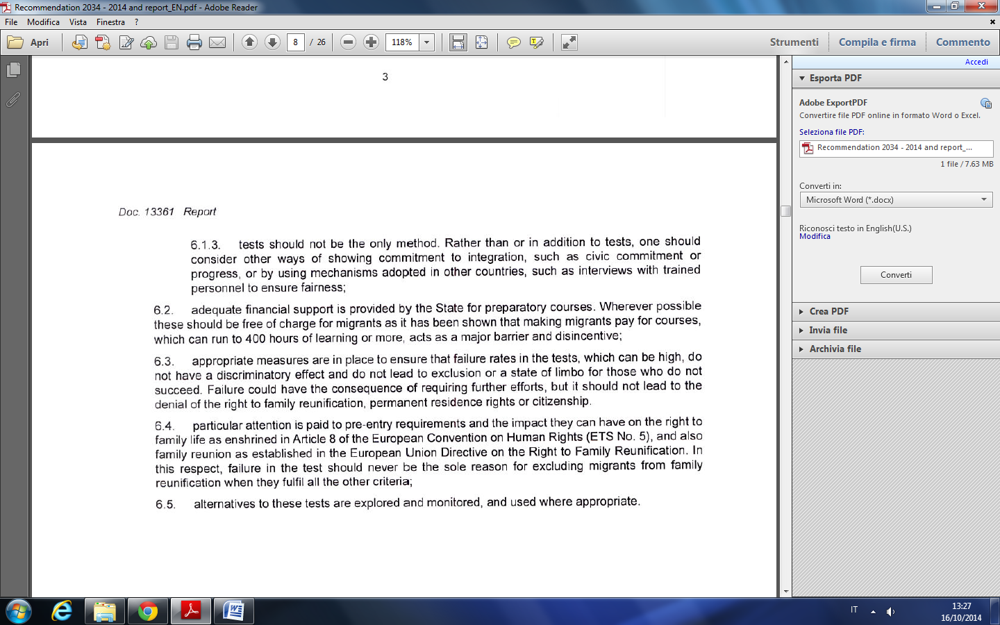 Recommendation 2034 - 2014 and report_EN.pdf - Adobe Reader
File Modifica Vista Finestra ?
Apri 8 / 26 118% Strumenti Compila e firma Commento
Accedi
3
Esporta PDF
Adobe ExportPDF
Convertire file PDF online in formato Word o Excel.
Seleziona file PDF:
Recommendation 2034 - 2014 and report_...
1 file / 7.63 MB
Converti in:
Microsoft Word (*.docx)
Riconosci testo in English(U.S.)
Modifica
Converti
Crea PDF
Invia file
Archivia file
Doc. 13361 Report
6.1.3. tests should not be the only method. Rather than or in addition to tests, one should
consider other ways of showing commitment to integration, such as civic commitment or
progress, or by using mechanisms adopted in other countries, such as interviews with trained
personnel to ensure fairness;
6.2. adequate financial support is provided by the State for preparatory courses. Wherever possible
these should be free of charge for migrants as it has been shown that making migrants pay for courses,
which can run to 400 hours of learning or more, acts as a major barrier and disincentive;
6.3. appropriate measures are in place to ensure that failure rates in the tests, which can be high, do
not have a discriminatory effect and do not lead to exclusion or a state of limbo for those who do not
succeed. Failure could have the consequence of requiring further efforts, but it should not lead to the
denial of the right to family reunification, permanent residence rights or citizenship.
6.4. particular attention is paid to pre-entry requirements and the impact they can have on the right to
family life as enshrined in Article 8 of the European Convention on Human Rights (ETS No. 5), and also
family reunion as established in the European Union Directive on the Right to Family Reunification. In
this respect, failure in the test should never be the sole reason for excluding migrants from family
reunification when they fulfil all the other criteria;
6.5. alternatives to these tests are explored and monitored, and used where appropriate.
IT
13:27
16/10/2014